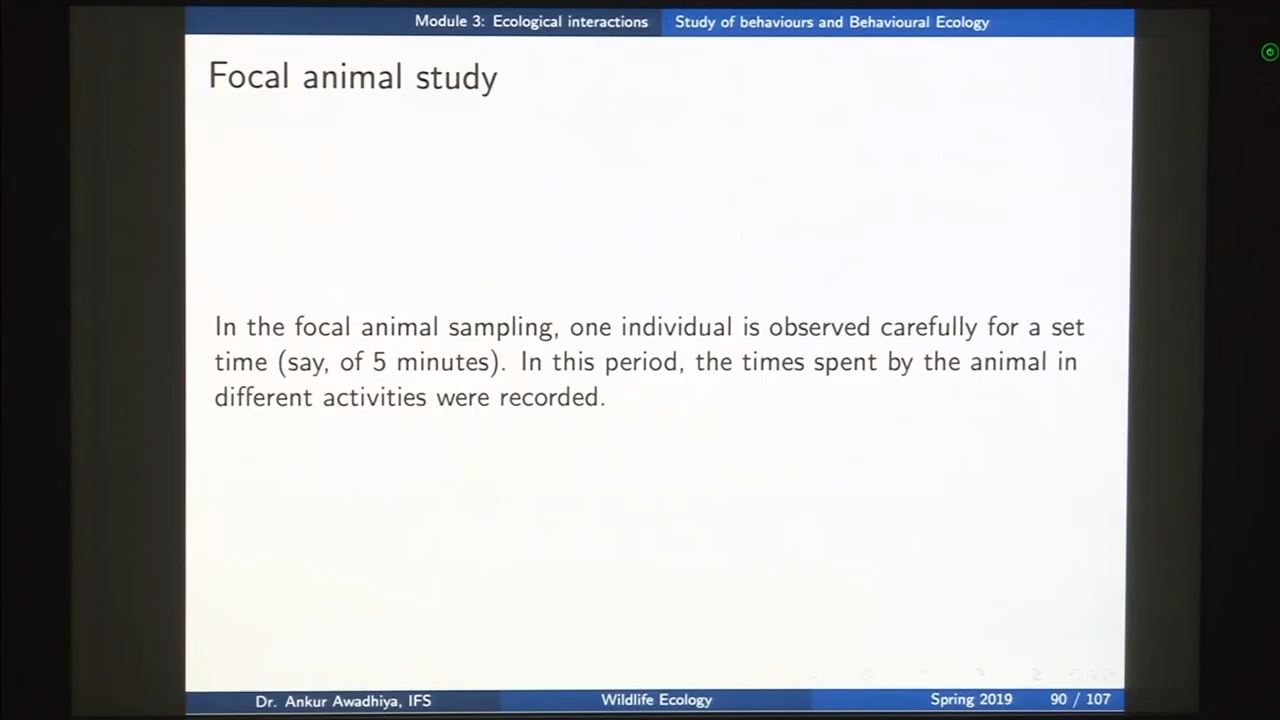 Module 3: Ecological interactions Study of behaviours and Behavioural Ecology
Focal animal study
In the focal animal sampling, one individual is observed carefully for a set
time (say, of 5 minutes). In this period, the times spent by the animal in
different activities were recorded.
Dr. Ankur Awadhiya, IFS Wildlife Ecology Spring 2019 90 / 107